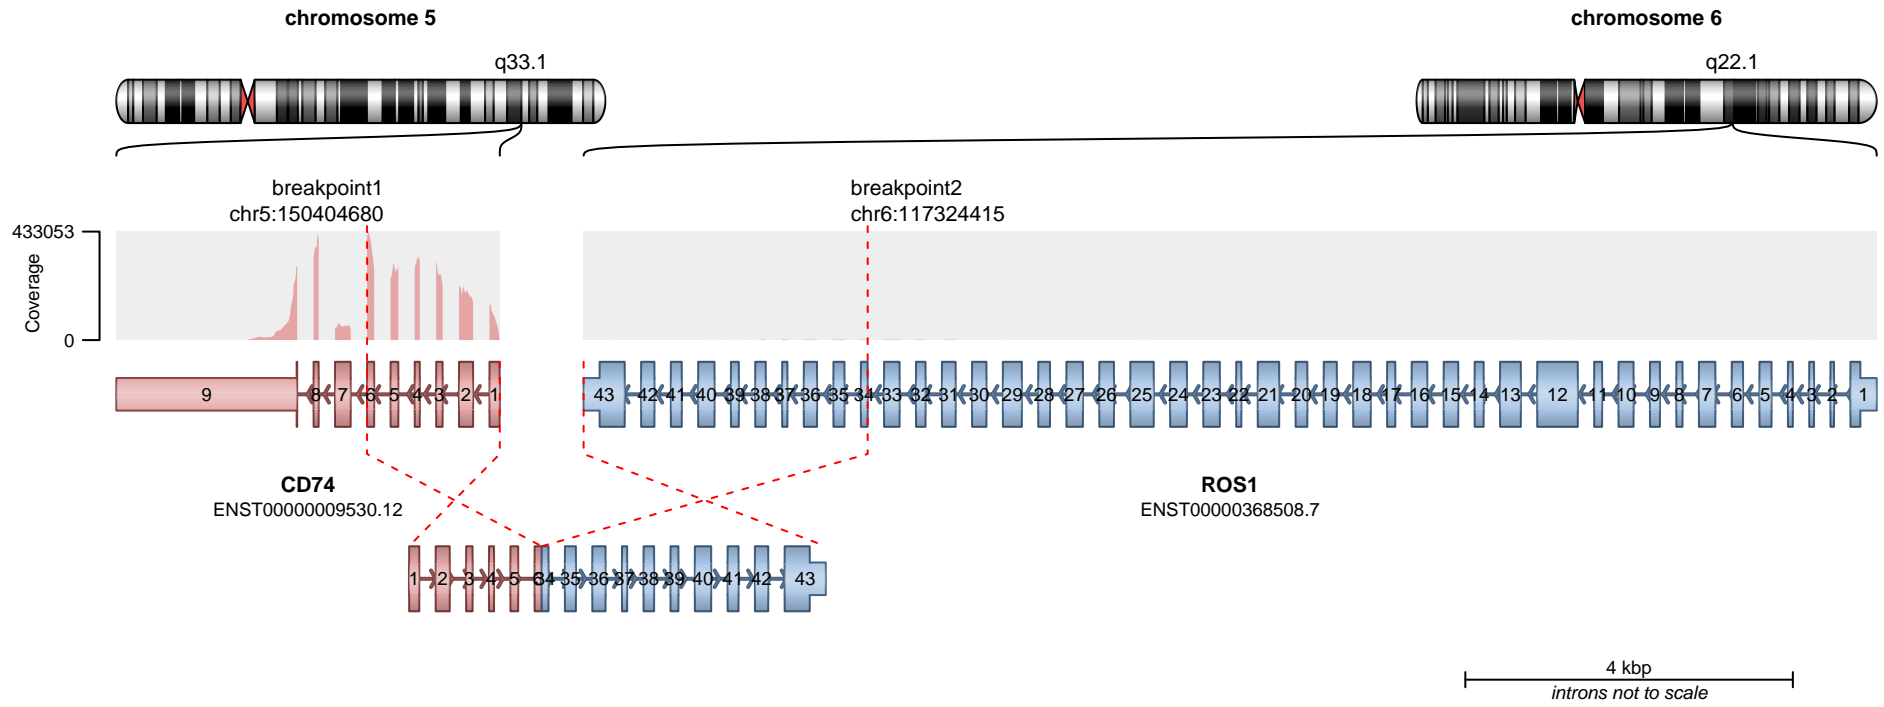 chromosome 5
chromosome 6
q33.1
q22.1
breakpoint1
chr5:150404680
breakpoint2
chr6:117324415
433053
Coverage
0
9 8 7 6 5 4 3 2 1
43 42 41 40 39 38 37 36 35 34 33 32 31 30 29 28 27 26 25 24 23 22 21 20 19 18 17 16 15 14 13 12 11 10 9 8 7 6 5 4 3 2 1
CD74
ENST00000009530.12
ROS1
ENST00000368508.7
1 2 3 4 5 6 34 35 36 37 38 39 40 41 42 43
4 kbp
introns not to scale